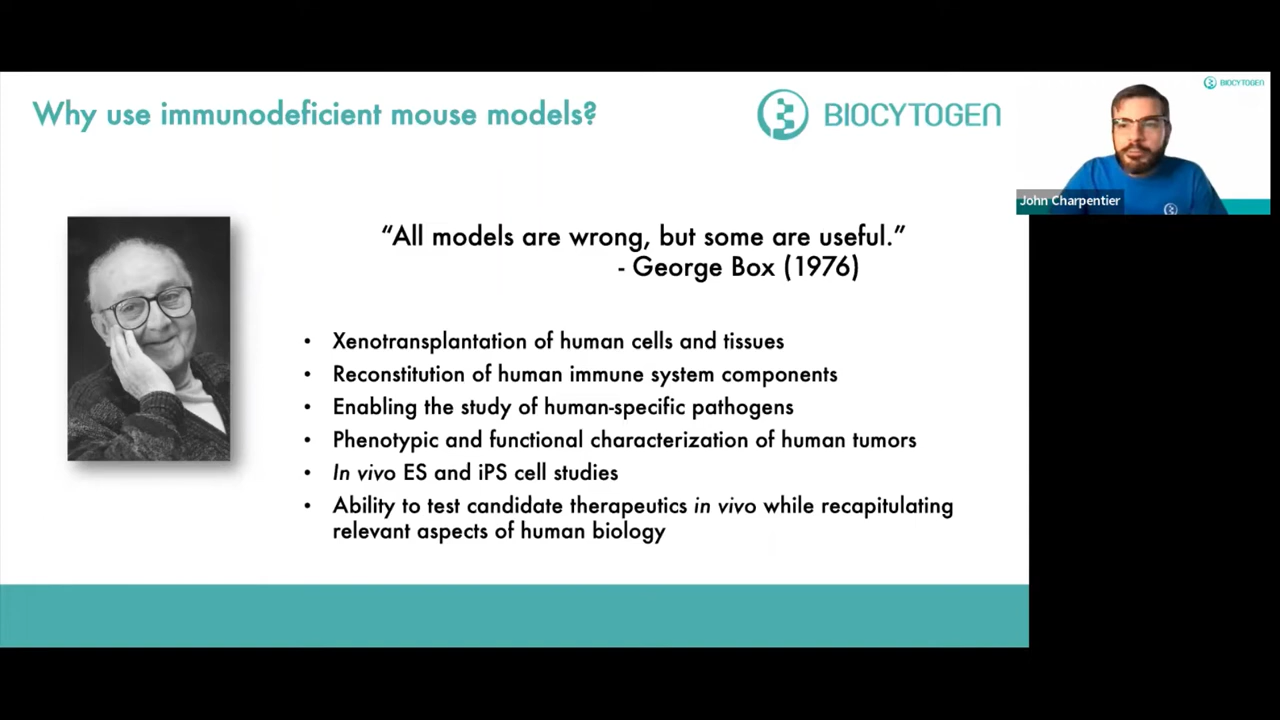 Why use immunodeficient mouse models?
BIOCYTOGEN
BIOCYTOGEN
John Charpentier
“All models are wrong, but some are useful.”
- George Box (1976)
• Xenotransplantation of human cells and tissues
• Reconstitution of human immune system components
• Enabling the study of human-specific pathogens
• Phenotypic and functional characterization of human tumors
• In vivo ES and iPS cell studies
• Ability to test candidate therapeutics in vivo while recapitulating
relevant aspects of human biology